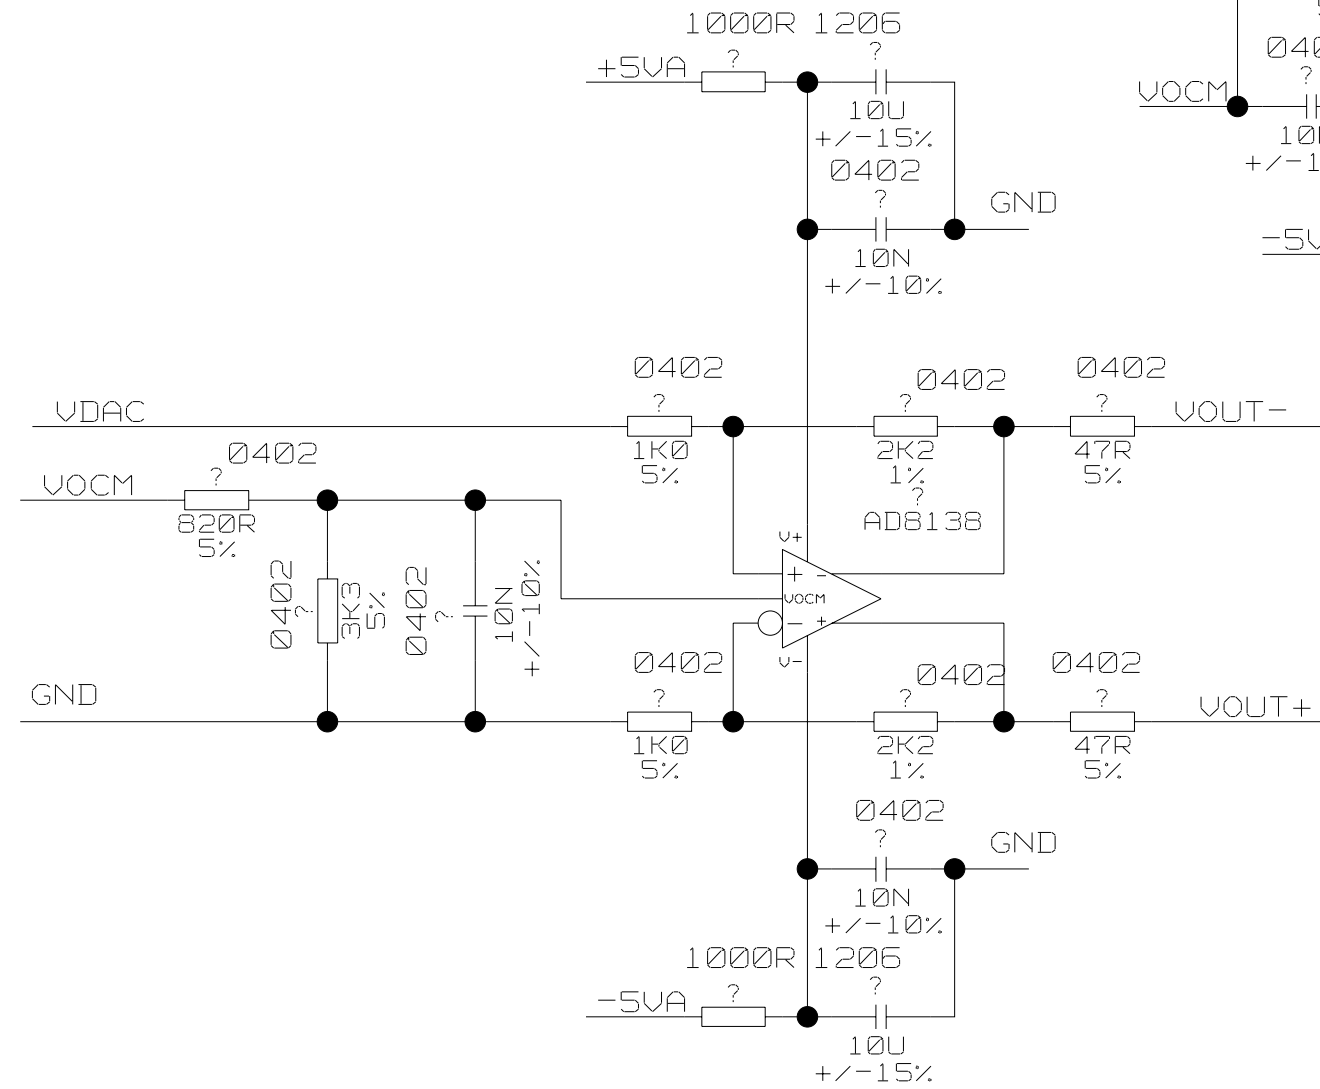 1000R 1206
? ?
+5VA
10U
+/-15%
0402
?
GND
10N
+/-10%
040
?
VOCM
10
+/-1
-5V
0402 0402 0402
? ? ?
VDAC VOUT-
1K0 2K2 47R
5% 1% 5%
?
AD8138
0402
?
VOCM
820R
5%
0402
?
3K3
5%
0402
?
10N
+/-10%
V+
+ -
VOCM
- +
V-
0402 0402 0402
? ? ?
GND VOUT+
1K0 2K2 47R
5% 1% 5%
0402
?
GND
10N
+/-10%
1000R 1206
? ?
-5VA
10U
+/-15%